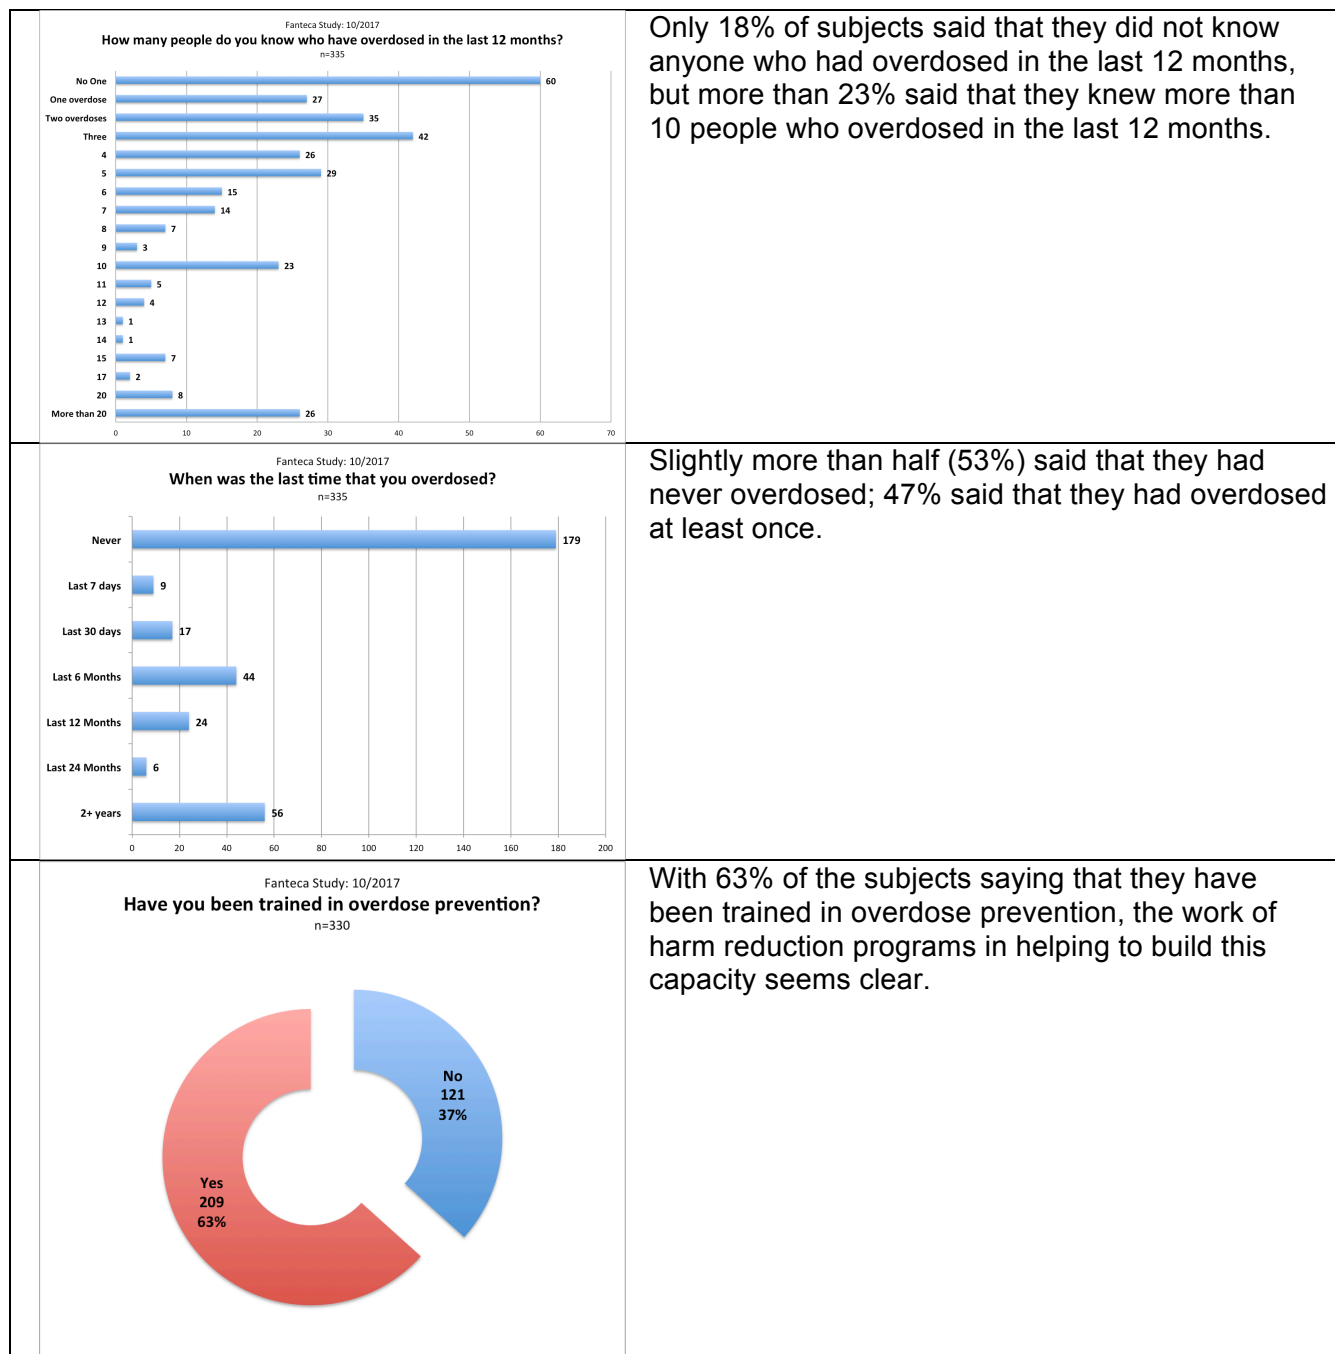 Fanteca Study: 10/2017
How many people do you know who have overdosed in the last 12 months?
n=335
No One 60
One overdose 27
Two overdoses 35
Three 42
4 26
5 29
6 15
7 14
8 7
9 3
10 23
11 5
12 4
13 1
14 1
15 7
17 2
20 8
More than 20 26
0 10 20 30 40 50 60 70
Only 18% of subjects said that they did not know
anyone who had overdosed in the last 12 months,
but more than 23% said that they knew more than
10 people who overdosed in the last 12 months.
Fanteca Study: 10/2017
When was the last time that you overdosed?
n=335
Never 179
Last 7 days 9
Last 30 days 17
Last 6 Months 44
Last 12 Months 24
Last 24 Months 6
2+ years 56
0 20 40 60 80 100 120 140 160 180 200
Slightly more than half (53%) said that they had
never overdosed; 47% said that they had overdosed
at least once.
Fanteca Study: 10/2017
Have you been trained in overdose prevention?
n=330
No
121
37%
Yes
209
63%
With 63% of the subjects saying that they have
been trained in overdose prevention, the work of
harm reduction programs in helping to build this
capacity seems clear.